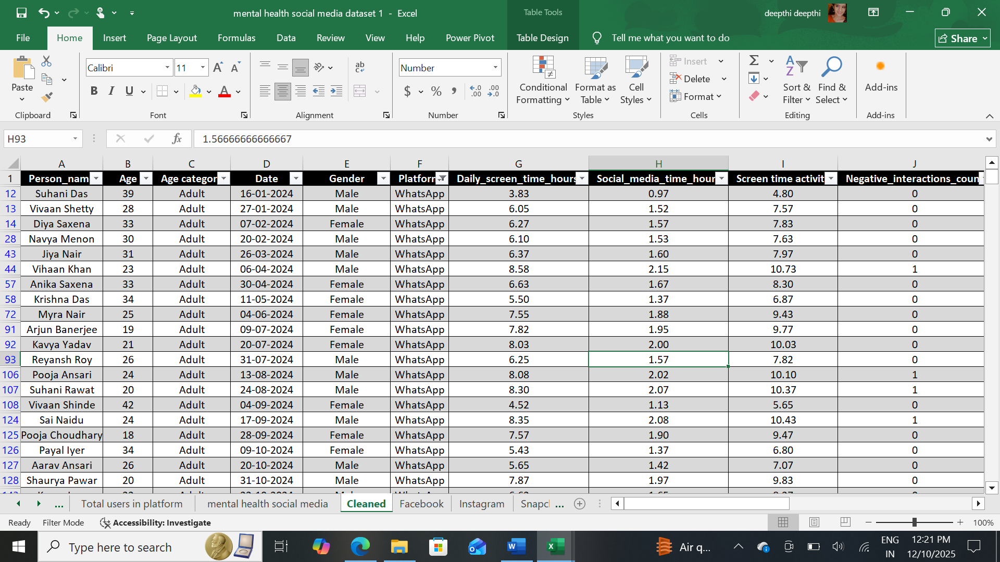 mental health social media dataset 1 - Excel
Table Tools
deepthi deepthi
File Home Insert Page Layout Formulas Data Review View Help Power Pivot Table Design Tell me what you want to do Share
Paste
Clipboard
Calibri 11
B I U
Font
ab
Alignment
Number
$ % ,
Number
Conditional Formatting
Format as Table
Cell Styles
Styles
Insert
Delete
Format
Cells
Sort & Filter
Find & Select
Editing
Add-ins
Add-ins
H93 fx 1.56666666666667
A B C D E F G H I J
1 Person_nam Age Age categor Date Gender Platforr Daily_screen_time_hours Social_media_time_hour Screen time activit Negative_interactions_coun
12 Suhani Das 39 Adult 16-01-2024 Male WhatsApp 3.83 0.97 4.80 0
13 Vivaan Shetty 28 Adult 27-01-2024 Male WhatsApp 6.05 1.52 7.57 0
14 Diya Saxena 33 Adult 07-02-2024 Female WhatsApp 6.27 1.57 7.83 0
28 Navya Menon 30 Adult 20-02-2024 Male WhatsApp 6.10 1.53 7.63 0
43 Jiya Nair 31 Adult 26-03-2024 Male WhatsApp 6.37 1.60 7.97 0
44 Vihaan Khan 23 Adult 06-04-2024 Male WhatsApp 8.58 2.15 10.73 1
57 Anika Saxena 33 Adult 30-04-2024 Female WhatsApp 6.63 1.67 8.30 0
58 Krishna Das 34 Adult 11-05-2024 Female WhatsApp 5.50 1.37 6.87 0
72 Myra Nair 25 Adult 04-06-2024 Female WhatsApp 7.55 1.88 9.43 0
91 Arjun Banerjee 19 Adult 09-07-2024 Female WhatsApp 7.82 1.95 9.77 0
92 Kavya Yadav 21 Adult 20-07-2024 Female WhatsApp 8.03 2.00 10.03 0
93 Reyansh Roy 26 Adult 31-07-2024 Male WhatsApp 6.25 1.57 7.82 0
106 Pooja Ansari 24 Adult 13-08-2024 Male WhatsApp 8.08 2.02 10.10 1
107 Suhani Rawat 20 Adult 24-08-2024 Male WhatsApp 8.30 2.07 10.37 1
108 Vivaan Shinde 42 Adult 04-09-2024 Female WhatsApp 4.52 1.13 5.65 0
124 Sai Naidu 24 Adult 17-09-2024 Male WhatsApp 8.35 2.08 10.43 1
125 Pooja Choudhary 18 Adult 28-09-2024 Female WhatsApp 7.57 1.90 9.47 0
126 Payal Iyer 34 Adult 09-10-2024 Female WhatsApp 5.43 1.37 6.80 0
127 Aarav Ansari 26 Adult 20-10-2024 Male WhatsApp 5.65 1.42 7.07 0
128 Shaurya Pawar 20 Adult 31-10-2024 Male WhatsApp 7.87 1.97 9.83 0
... Total users in platform mental health social media Cleaned Facebook Instagram Snapcl ...
Ready Filter Mode Accessibility: Investigate 100%
Type here to search
Air q...
ENG
IN
12:21 PM
12/10/2025